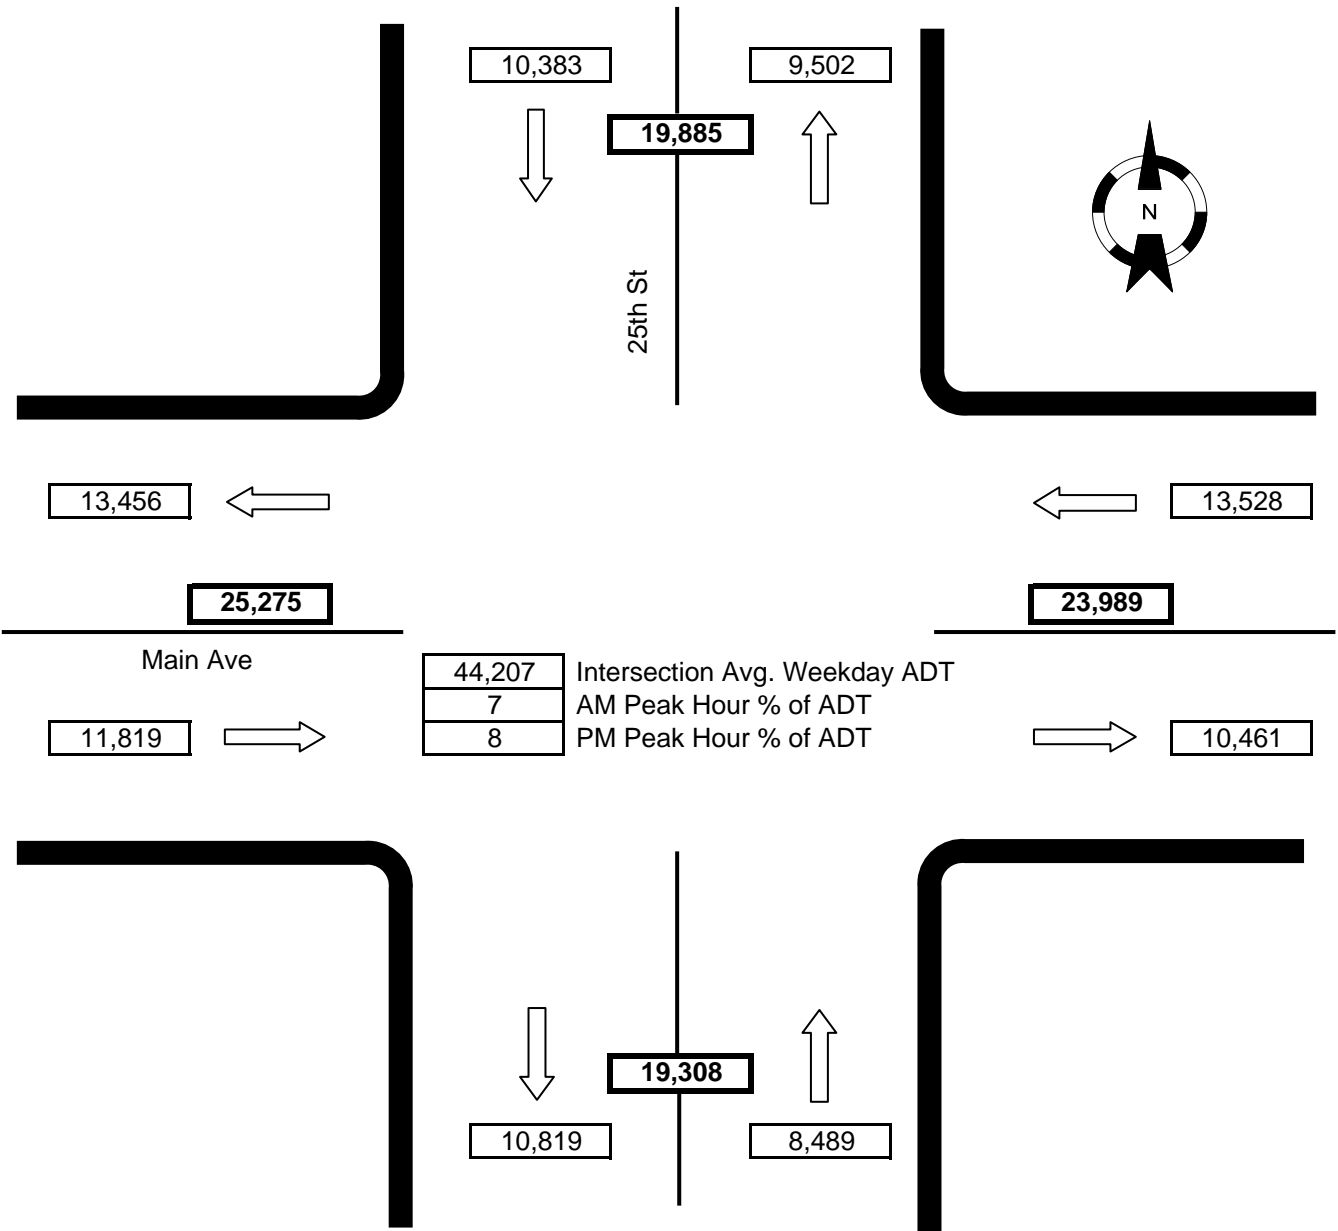 10,383
9,502
19,885
N
25th St
13,456
13,528
25,275
23,989
Main Ave
44,207 Intersection Avg. Weekday ADT
7 AM Peak Hour % of ADT
8 PM Peak Hour % of ADT
11,819
10,461
19,308
10,819
8,489